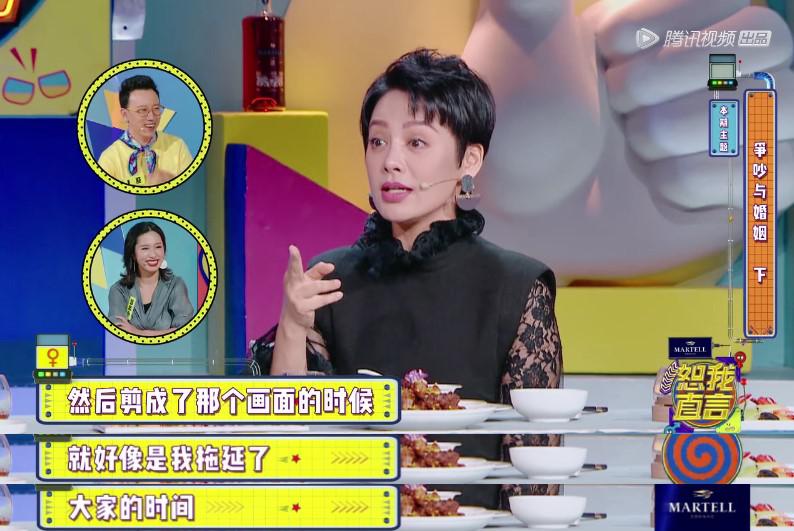 腾讯视频 出品
MARTELL
本期主题
争吵与婚姻 下
MARTELL
恕我
直言
然后剪成了那个画面的时候
就好像是我拖延了
大家的时间
MARTELL